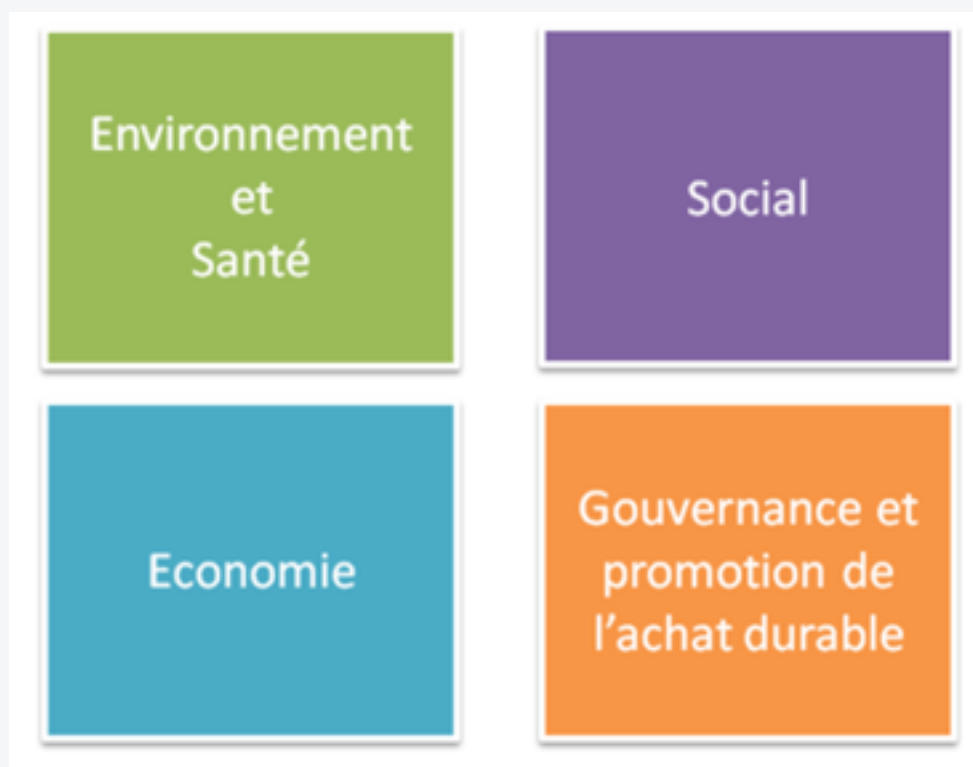 Environnement
et
Santé
Social
Economie
Gouvernance et
promotion de
l’achat durable